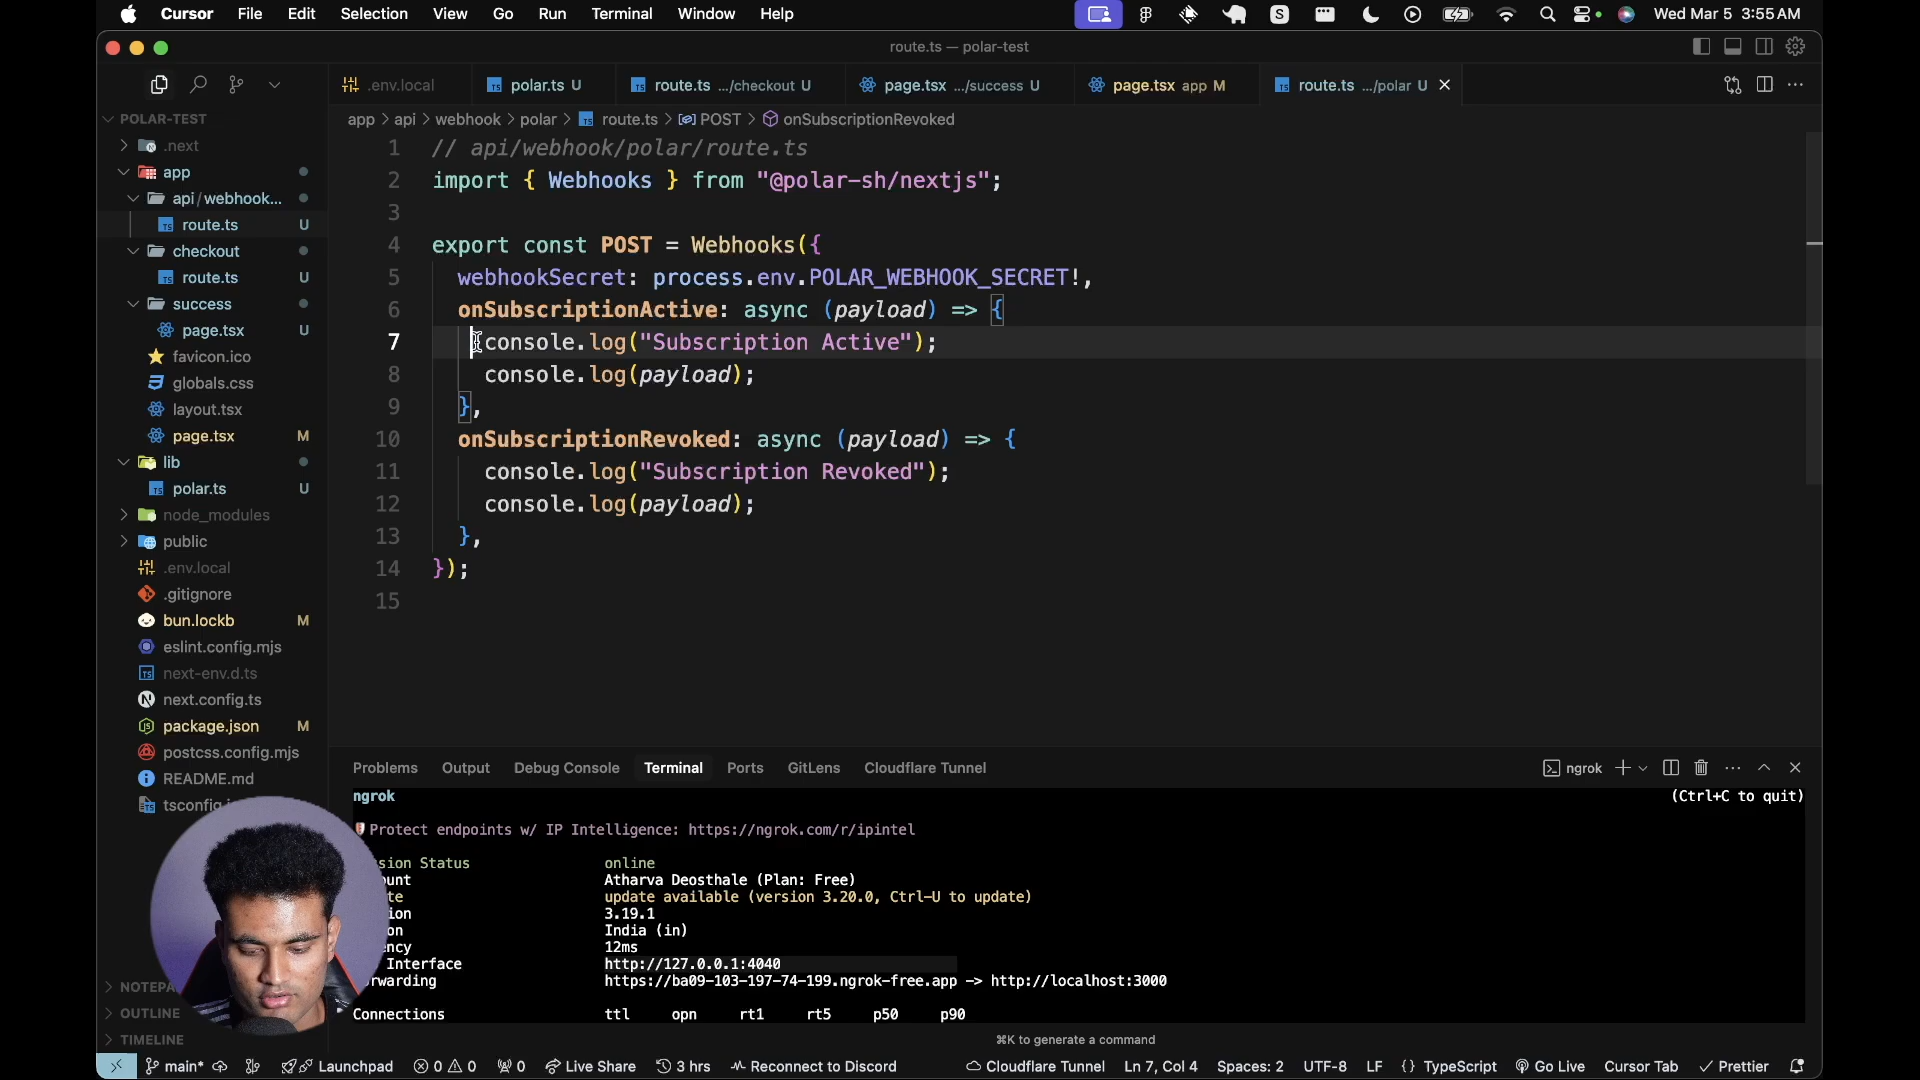 Cursor File Edit Selection View Go Run Terminal Window Help
S
Wed Mar 5 3:55 AM
route.ts — polar-test
.env.local
polar.ts U
route.ts .../checkout U
page.tsx .../success U
page.tsx app M
route.ts .../polar U
POLAR-TEST
app > api > webhook > polar > route.ts > POST > onSubscriptionRevoked
.next
app
api/webhook...
route.ts U
checkout
route.ts U
success
page.tsx U
favicon.ico
globals.css
layout.tsx
page.tsx M
lib
polar.ts U
node_modules
public
.env.local
.gitignore
bun.lockb M
eslint.config.mjs
next-env.d.ts
next.config.ts
package.json M
postcss.config.mjs
README.md
NOTEPA
OUTLINE
TIMELINE
1 // api/webhook/polar/route.ts
2 import { Webhooks } from "@polar-sh/nextjs";
3
4 export const POST = Webhooks({
5 webhookSecret: process.env.POLAR_WEBHOOK_SECRET!,
6 onSubscriptionActive: async (payload) => {
7 console.log("Subscription Active");
8 console.log(payload);
9 },
10 onSubscriptionRevoked: async (payload) => {
11 console.log("Subscription Revoked");
12 console.log(payload);
13 },
14 });
15
Problems Output Debug Console Terminal Ports GitLens Cloudflare Tunnel
ngrok
ngrok (Ctrl+C to quit)
Protect endpoints w/ IP Intelligence: https://ngrok.com/r/ipintel
sion Status online
ount Atharva Deosthale (Plan: Free)
te update available (version 3.20.0, Ctrl-U to update)
ion 3.19.1
on India (in)
ncy 12ms
Interface http://127.0.0.1:4040
rwarding https://ba09-103-197-74-199.ngrok-free.app -> http://localhost:3000
Connections ttl opn rt1 rt5 p50 p90
⌘K to generate a command
main* Launchpad 0 0 0 Live Share 3 hrs Reconnect to Discord Cloudflare Tunnel Ln 7, Col 4 Spaces: 2 UTF-8 LF {} TypeScript Go Live Cursor Tab Prettier